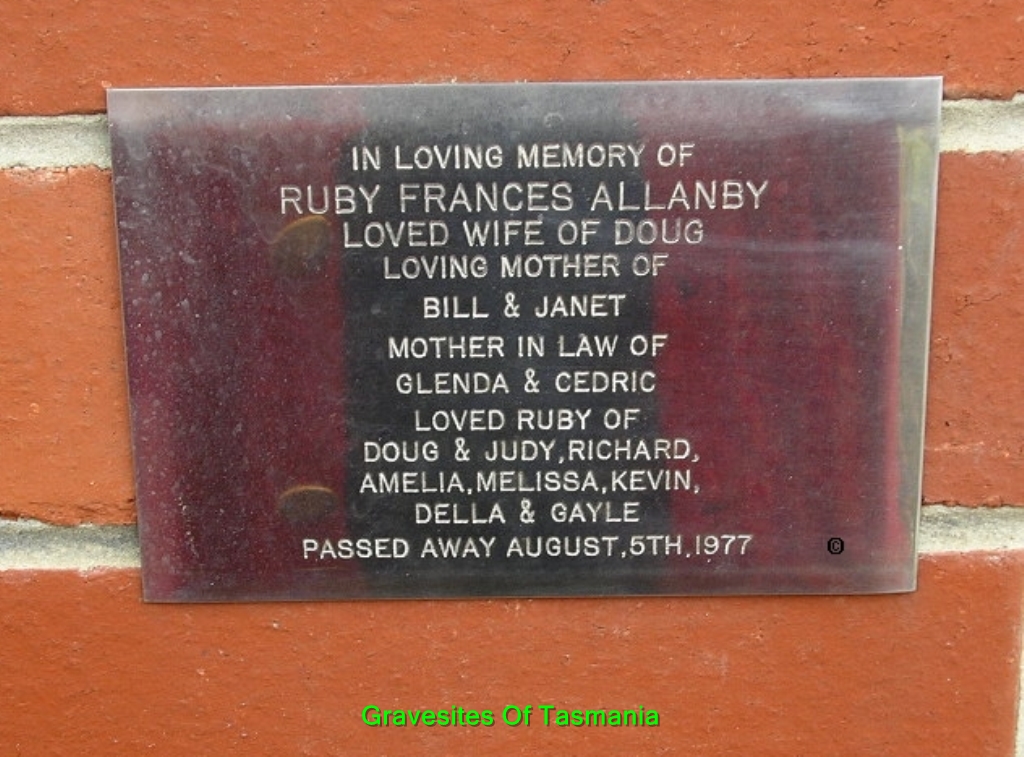 IN LOVING MEMORY OF
RUBY FRANCES ALLANBY
LOVED WIFE OF DOUG
LOVING MOTHER OF
BILL & JANET
MOTHER IN LAW OF
GLENDA & CEDRIC
LOVED RUBY OF
DOUG & JUDY, RICHARD,
AMELIA, MELISSA, KEVIN,
DELLA & GAYLE
PASSED AWAY AUGUST, 5TH, 1977
©
Gravesites Of Tasmania